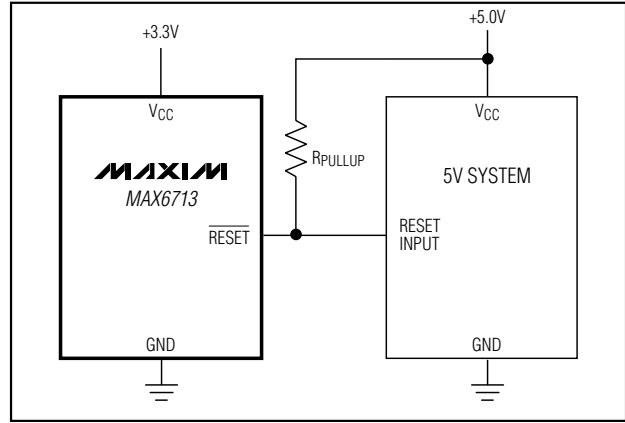 +3.3V
+5.0V
VCC
VCC
MAXIM
MAX6713
RPULLUP
5V SYSTEM
RESET
RESET
INPUT
GND
GND